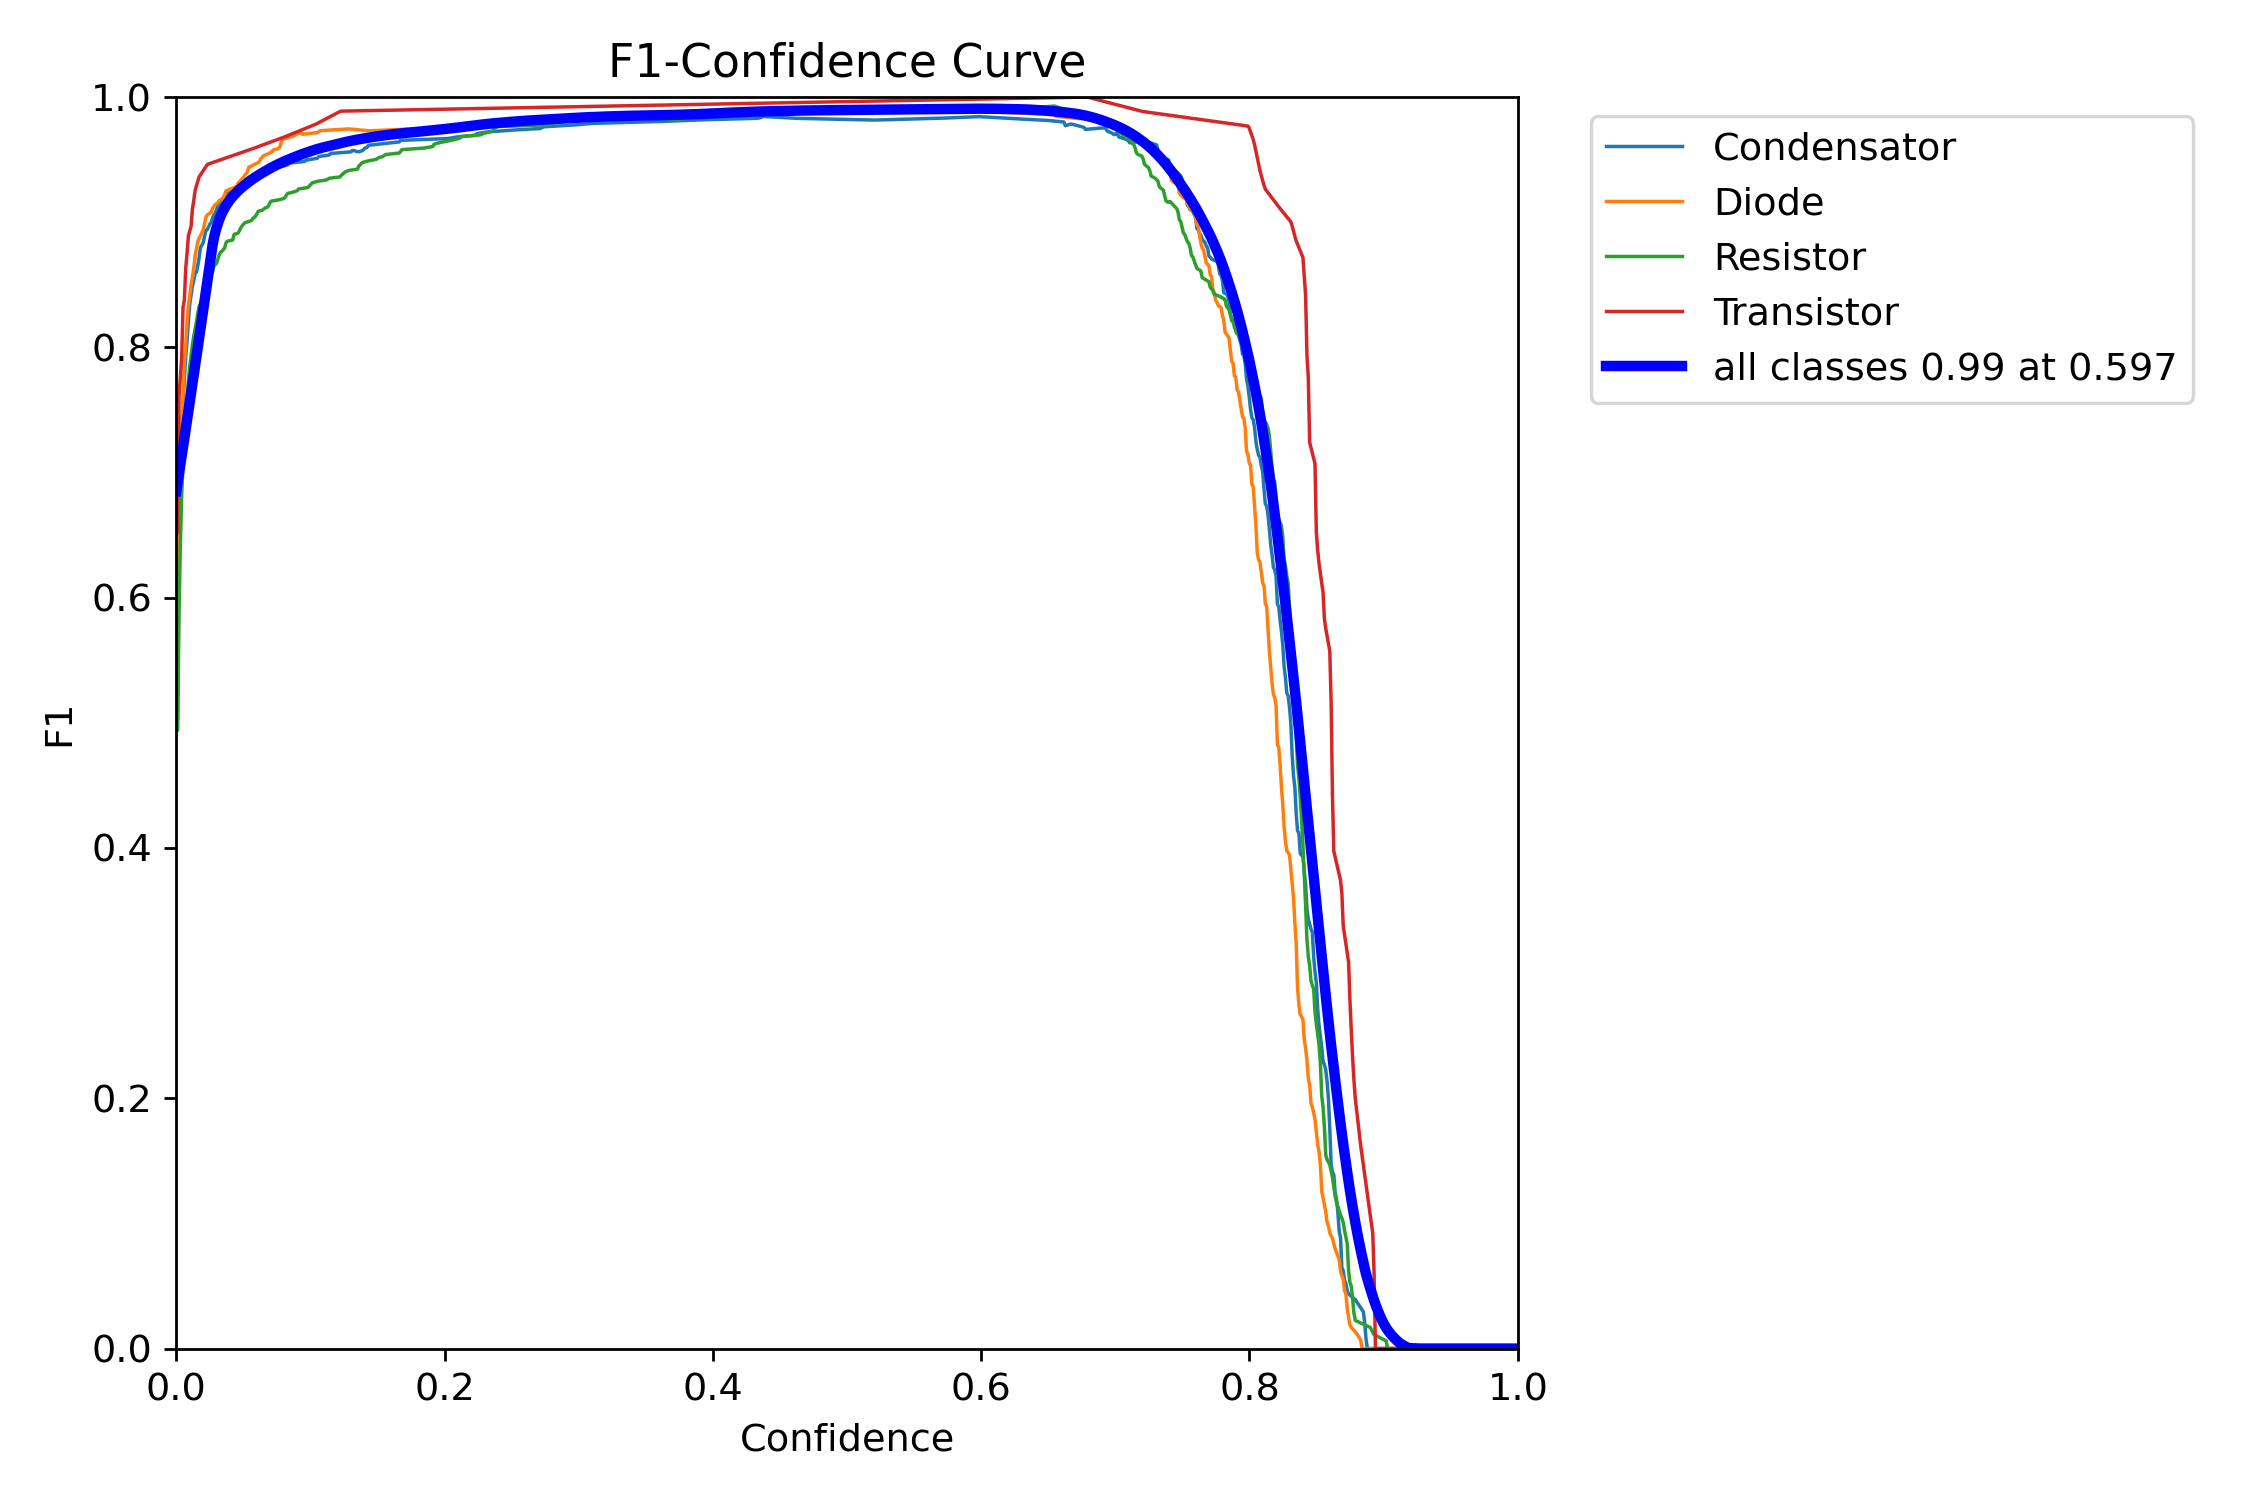 F1-Confidence Curve
1.0
0.8
0.6
0.4
0.2
0.0
F1
0.0 0.2 0.4 0.6 0.8 1.0
Confidence
Condensator
Diode
Resistor
Transistor
all classes 0.99 at 0.597